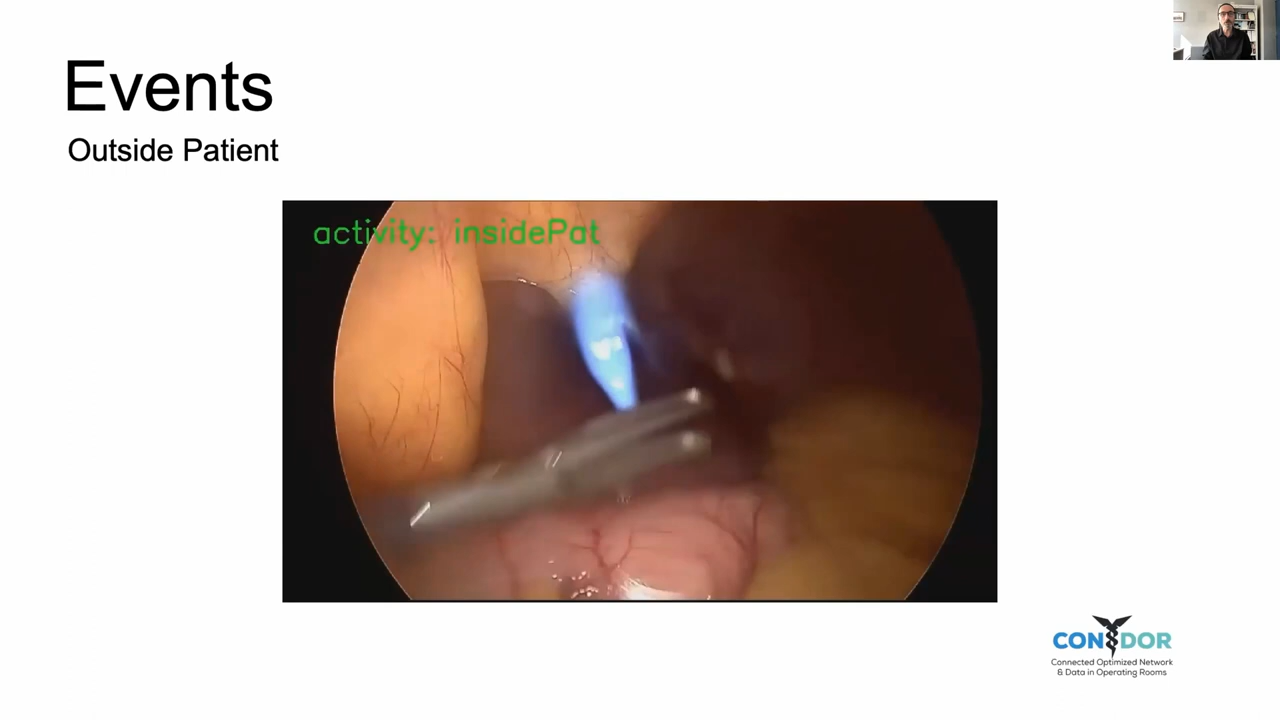 Events
Outside Patient
activity: insidePat
CONDOR
Connected Optimized Network
& Data in Operating Rooms